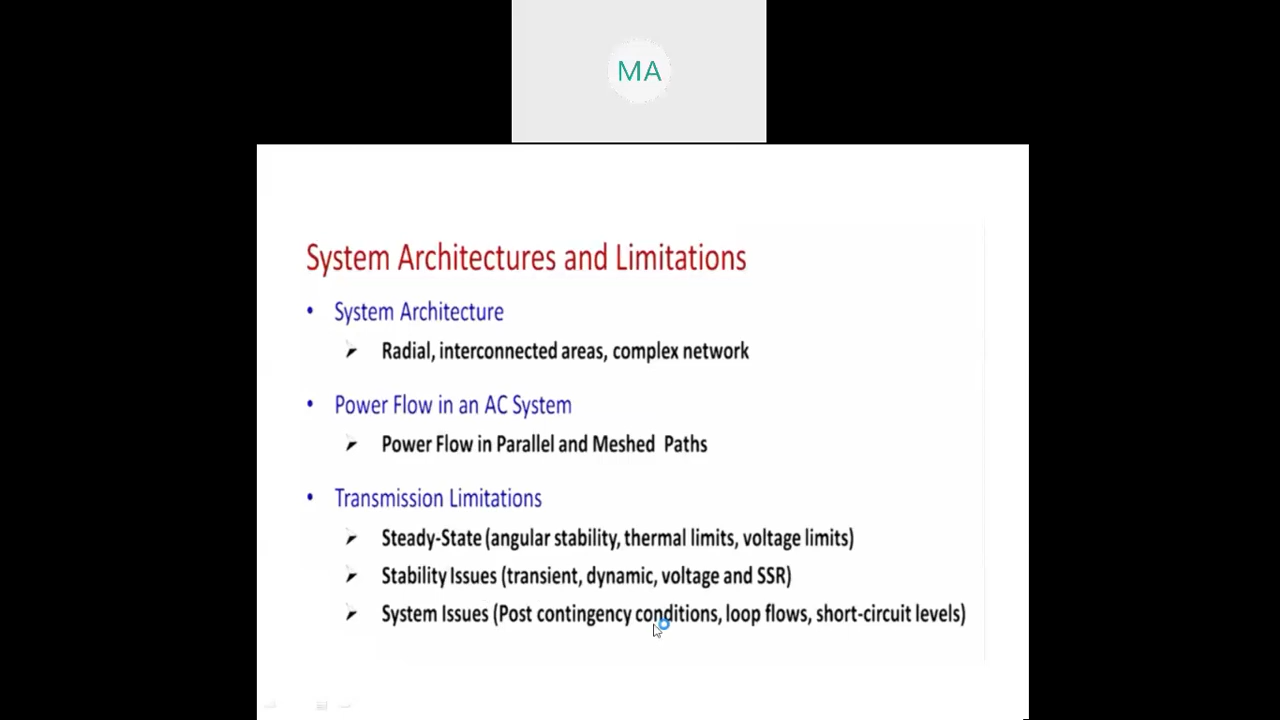 MA
System Architectures and Limitations
• System Architecture
➤ Radial, interconnected areas, complex network
• Power Flow in an AC System
➤ Power Flow in Parallel and Meshed Paths
• Transmission Limitations
➤ Steady-State (angular stability, thermal limits, voltage limits)
➤ Stability Issues (transient, dynamic, voltage and SSR)
➤ System Issues (Post contingency conditions, loop flows, short-circuit levels)